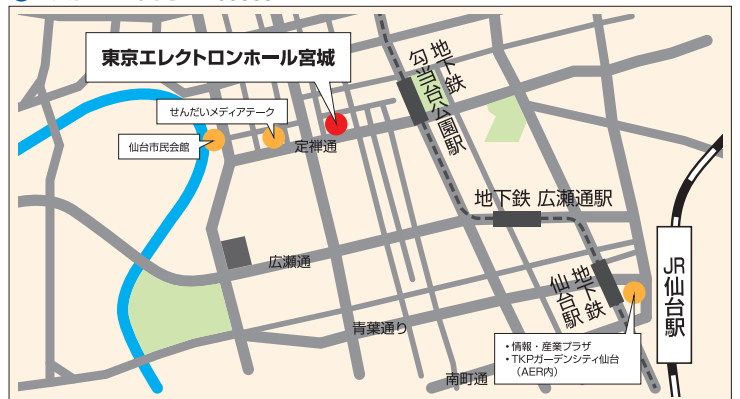 東京エレクトロンホール宮城
せんだいメディアテーク
仙台市民会館
定禅通
地下鉄
勾当台公園駅
地下鉄 広瀬通駅
広瀬通
地下鉄
仙台駅
JR仙台駅
青葉通り
・情報・産業プラザ
・TKPガーデンシティ仙台
（AER内）
南町通